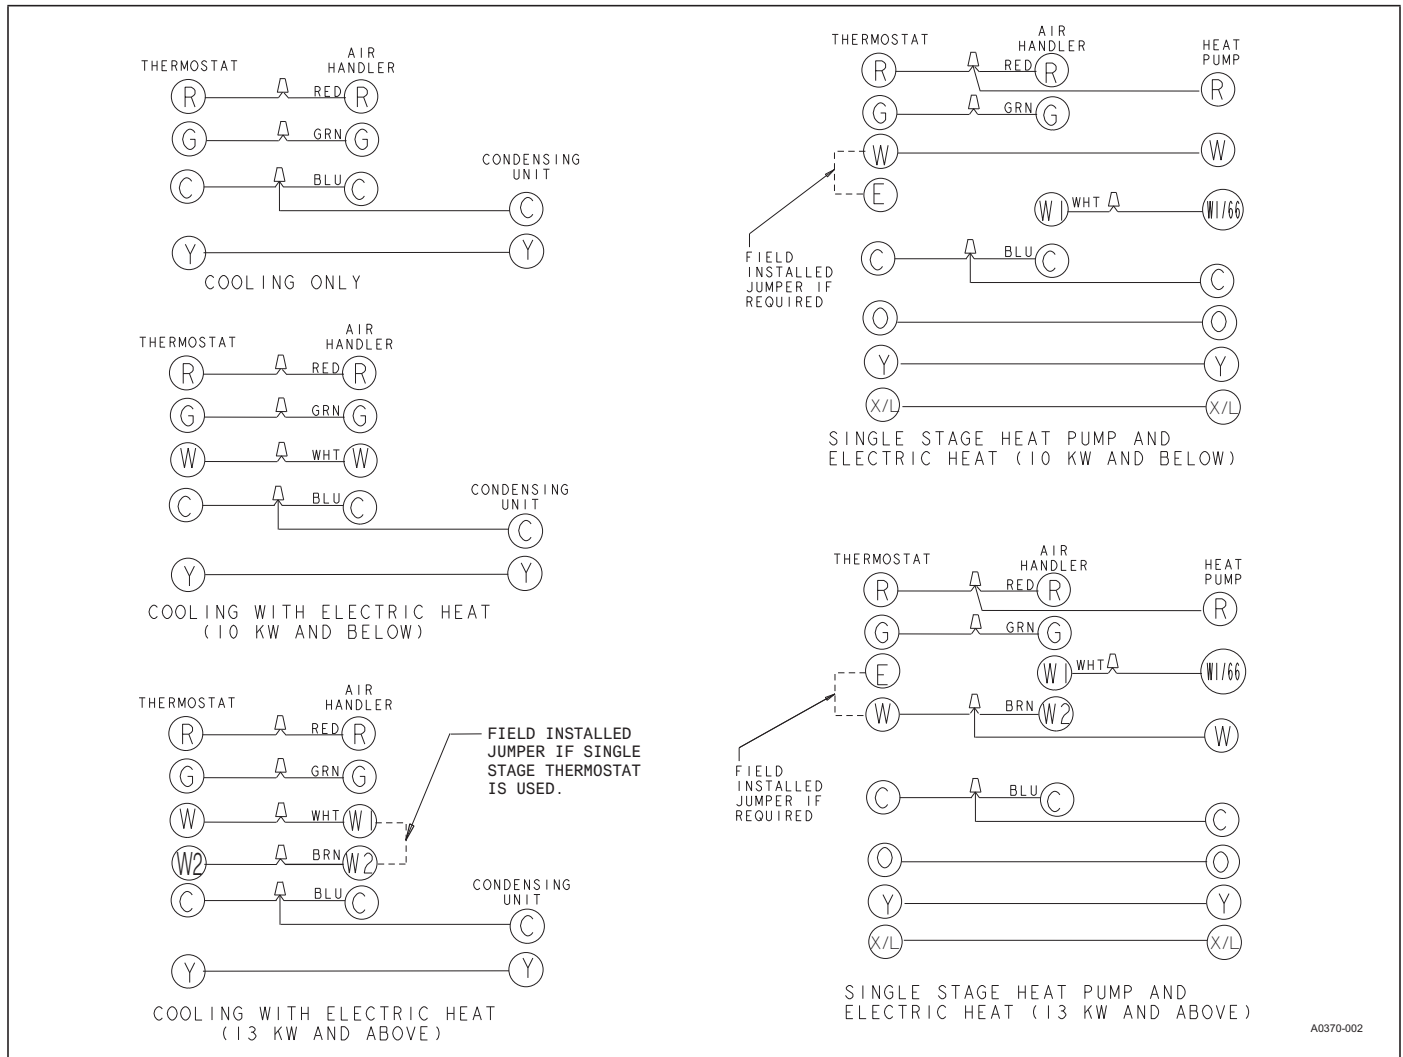 THERMOSTAT
AIR
HANDLER
R
RED
R
G
GRN
G
CONDENSING
UNIT
C
BLU
C
C
Y
Y
COOLING ONLY
THERMOSTAT
AIR
HANDLER
R
RED
R
G
GRN
G
W
WHT
W
CONDENSING
UNIT
C
BLU
C
C
Y
Y
COOLING WITH ELECTRIC HEAT
(10 KW AND BELOW)
THERMOSTAT
AIR
HANDLER
R
RED
R
G
GRN
G
W
WHT
W1
W2
BRN
W2
FIELD INSTALLED
JUMPER IF SINGLE
STAGE THERMOSTAT
IS USED.
C
BLU
C
CONDENSING
UNIT
C
Y
Y
COOLING WITH ELECTRIC HEAT
(13 KW AND ABOVE)
THERMOSTAT
AIR
HANDLER
HEAT
PUMP
R
RED
R
R
G
GRN
G
W
W
E
W1
WHT
W1/66
FIELD
INSTALLED
JUMPER IF
REQUIRED
C
BLU
C
C
O
O
Y
Y
X/L
X/L
SINGLE STAGE HEAT PUMP AND
ELECTRIC HEAT (10 KW AND BELOW)
THERMOSTAT
AIR
HANDLER
HEAT
PUMP
R
RED
R
R
G
GRN
G
E
W1
WHT
W1/66
W
BRN
W2
W
FIELD
INSTALLED
JUMPER IF
REQUIRED
C
BLU
C
C
O
O
Y
Y
X/L
X/L
SINGLE STAGE HEAT PUMP AND
ELECTRIC HEAT (13 KW AND ABOVE)
A0370-002